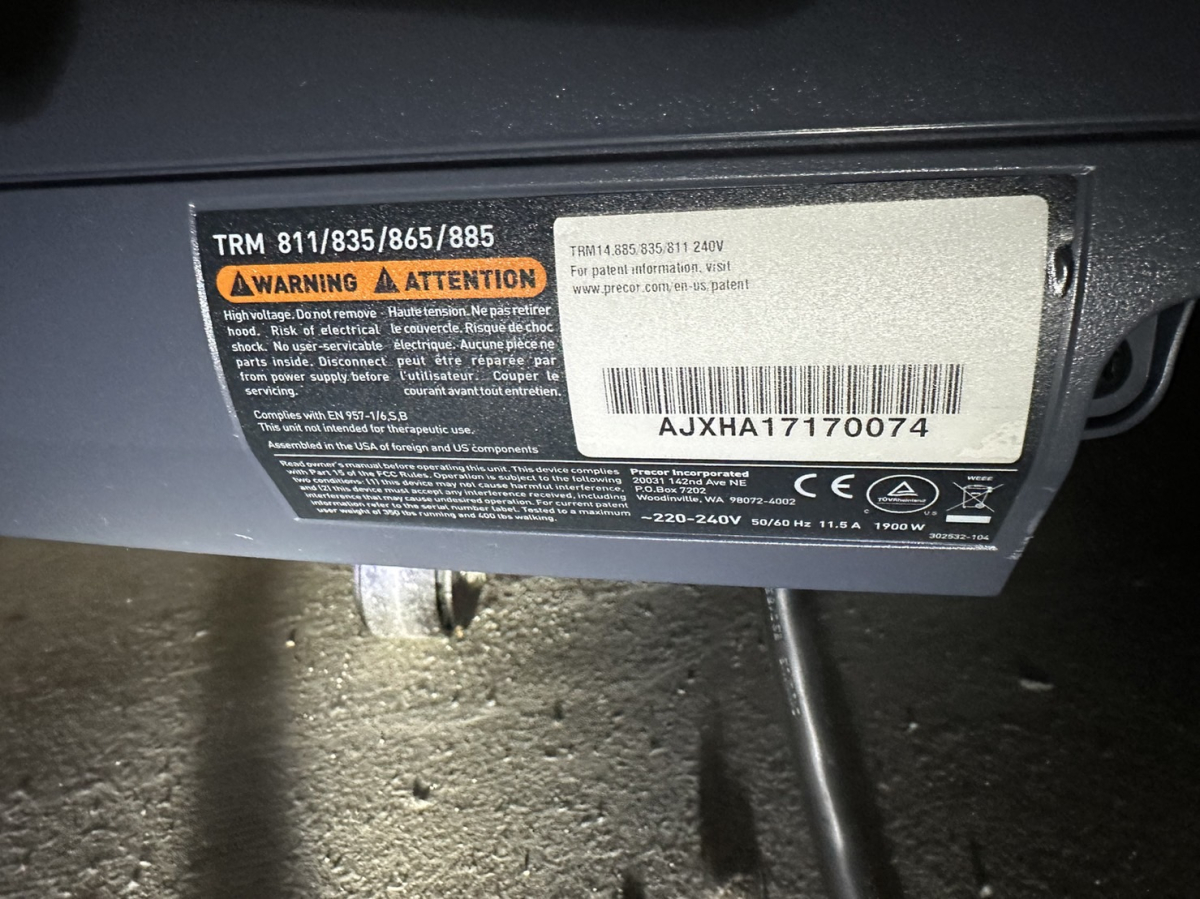 TRM 811/835/865/885
WARNING ATTENTION
High voltage. Do not remove
hood. Risk of electrical
shock. No user-servicable
parts inside. Disconnect
from power supply before
servicing.
Haute tension. Ne pas retirer
le couvercle. Risque de choc
électrique. Aucune pièce ne
peut être réparée par
l'utilisateur. Couper le
courant avant tout entretien.
Complies with EN 957-1/6,S,B
This unit not intended for therapeutic use.
Assembled in the USA of foreign and US components
TRM14.885/835/811 240V
For patent information, visit
www.precor.com/en-us/patent
AJXHA17170074
Read owner's manual before operating this unit. This device complies
with Part 15 of the FCC Rules. Operation is subject to the following
two conditions: (1) this device may not cause harmful interference,
and (2) this device must accept any interference received, including
interference that may cause undesired operation. For current patent
information refer to the serial number label. Tested to a maximum
user weight of 350 lbs running and 400 lbs walking.
Precor Incorporated
20031 142nd Ave NE
P.O.Box 7202
Woodinville, WA 98072-4002
CE
TÜVRheinland
C US
WEEE
~220-240V 50/60 Hz 11.5 A 1900 W
302532-104